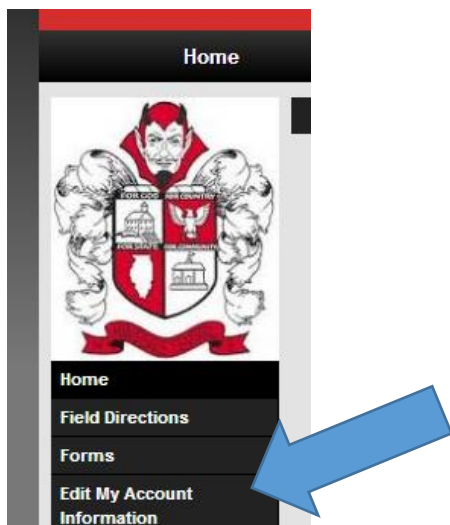 Home
FOR GOD FOR COUNTRY
FOR STATE FOR COMMUNITY
Home
Field Directions
Forms
Edit My Account
Information